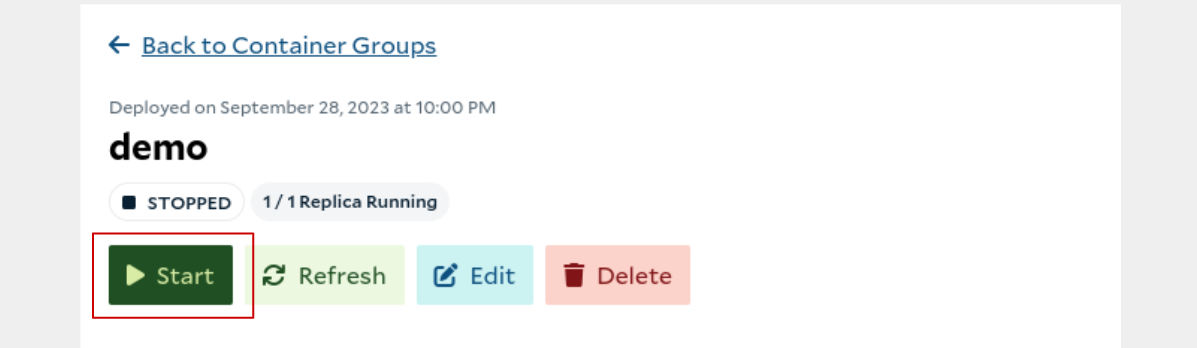 Back to Container Groups
Deployed on September 28, 2023 at 10:00 PM
demo
STOPPED 1 / 1 Replica Running
Start Refresh Edit Delete